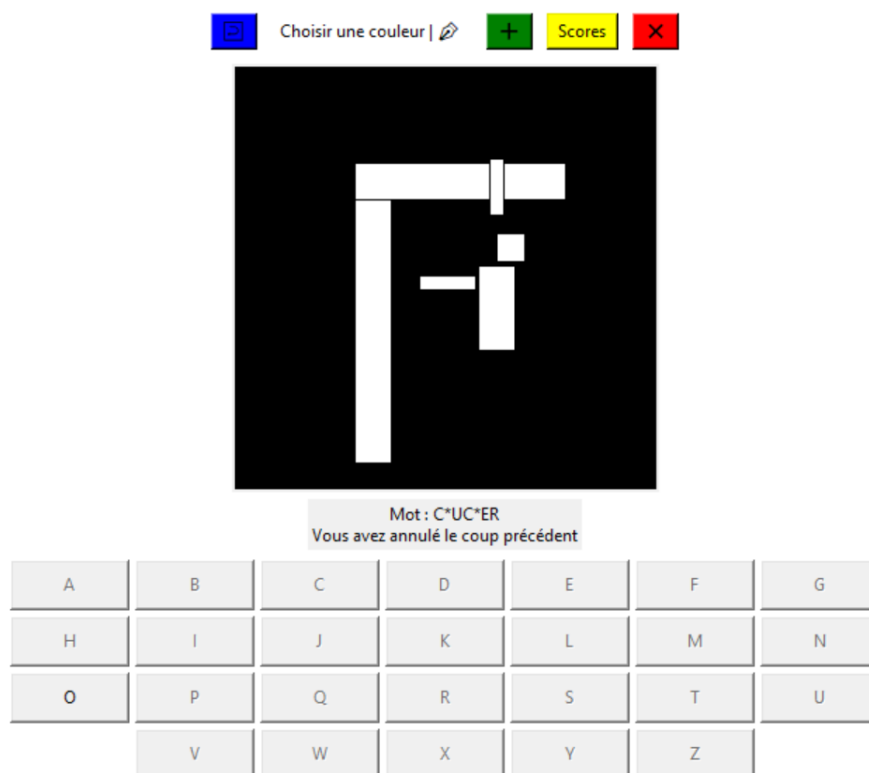 Choisir une couleur | + Scores ×
Mot : C*UC*ER
Vous avez annulé le coup précédent
A B C D E F G
H I J K L M N
O P Q R S T U
V W X Y Z